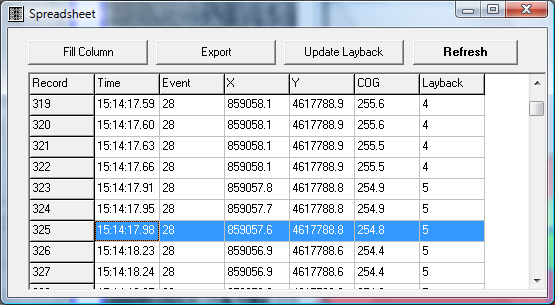 Spreadsheet
Fill Column Export Update Layback Refresh
Record Time Event X Y COG Layback
319 15:14:17.59 28 859058.1 4617788.9 255.6 4
320 15:14:17.60 28 859058.1 4617788.9 255.6 4
321 15:14:17.63 28 859058.1 4617788.9 255.5 4
322 15:14:17.66 28 859058.1 4617788.9 255.5 4
323 15:14:17.91 28 859057.8 4617788.9 254.9 5
324 15:14:17.95 28 859057.7 4617788.8 254.9 5
325 15:14:17.98 28 859057.6 4617788.8 254.8 5
326 15:14:18.23 28 859056.9 4617788.6 254.4 5
327 15:14:18.24 28 859056.9 4617788.6 254.4 5